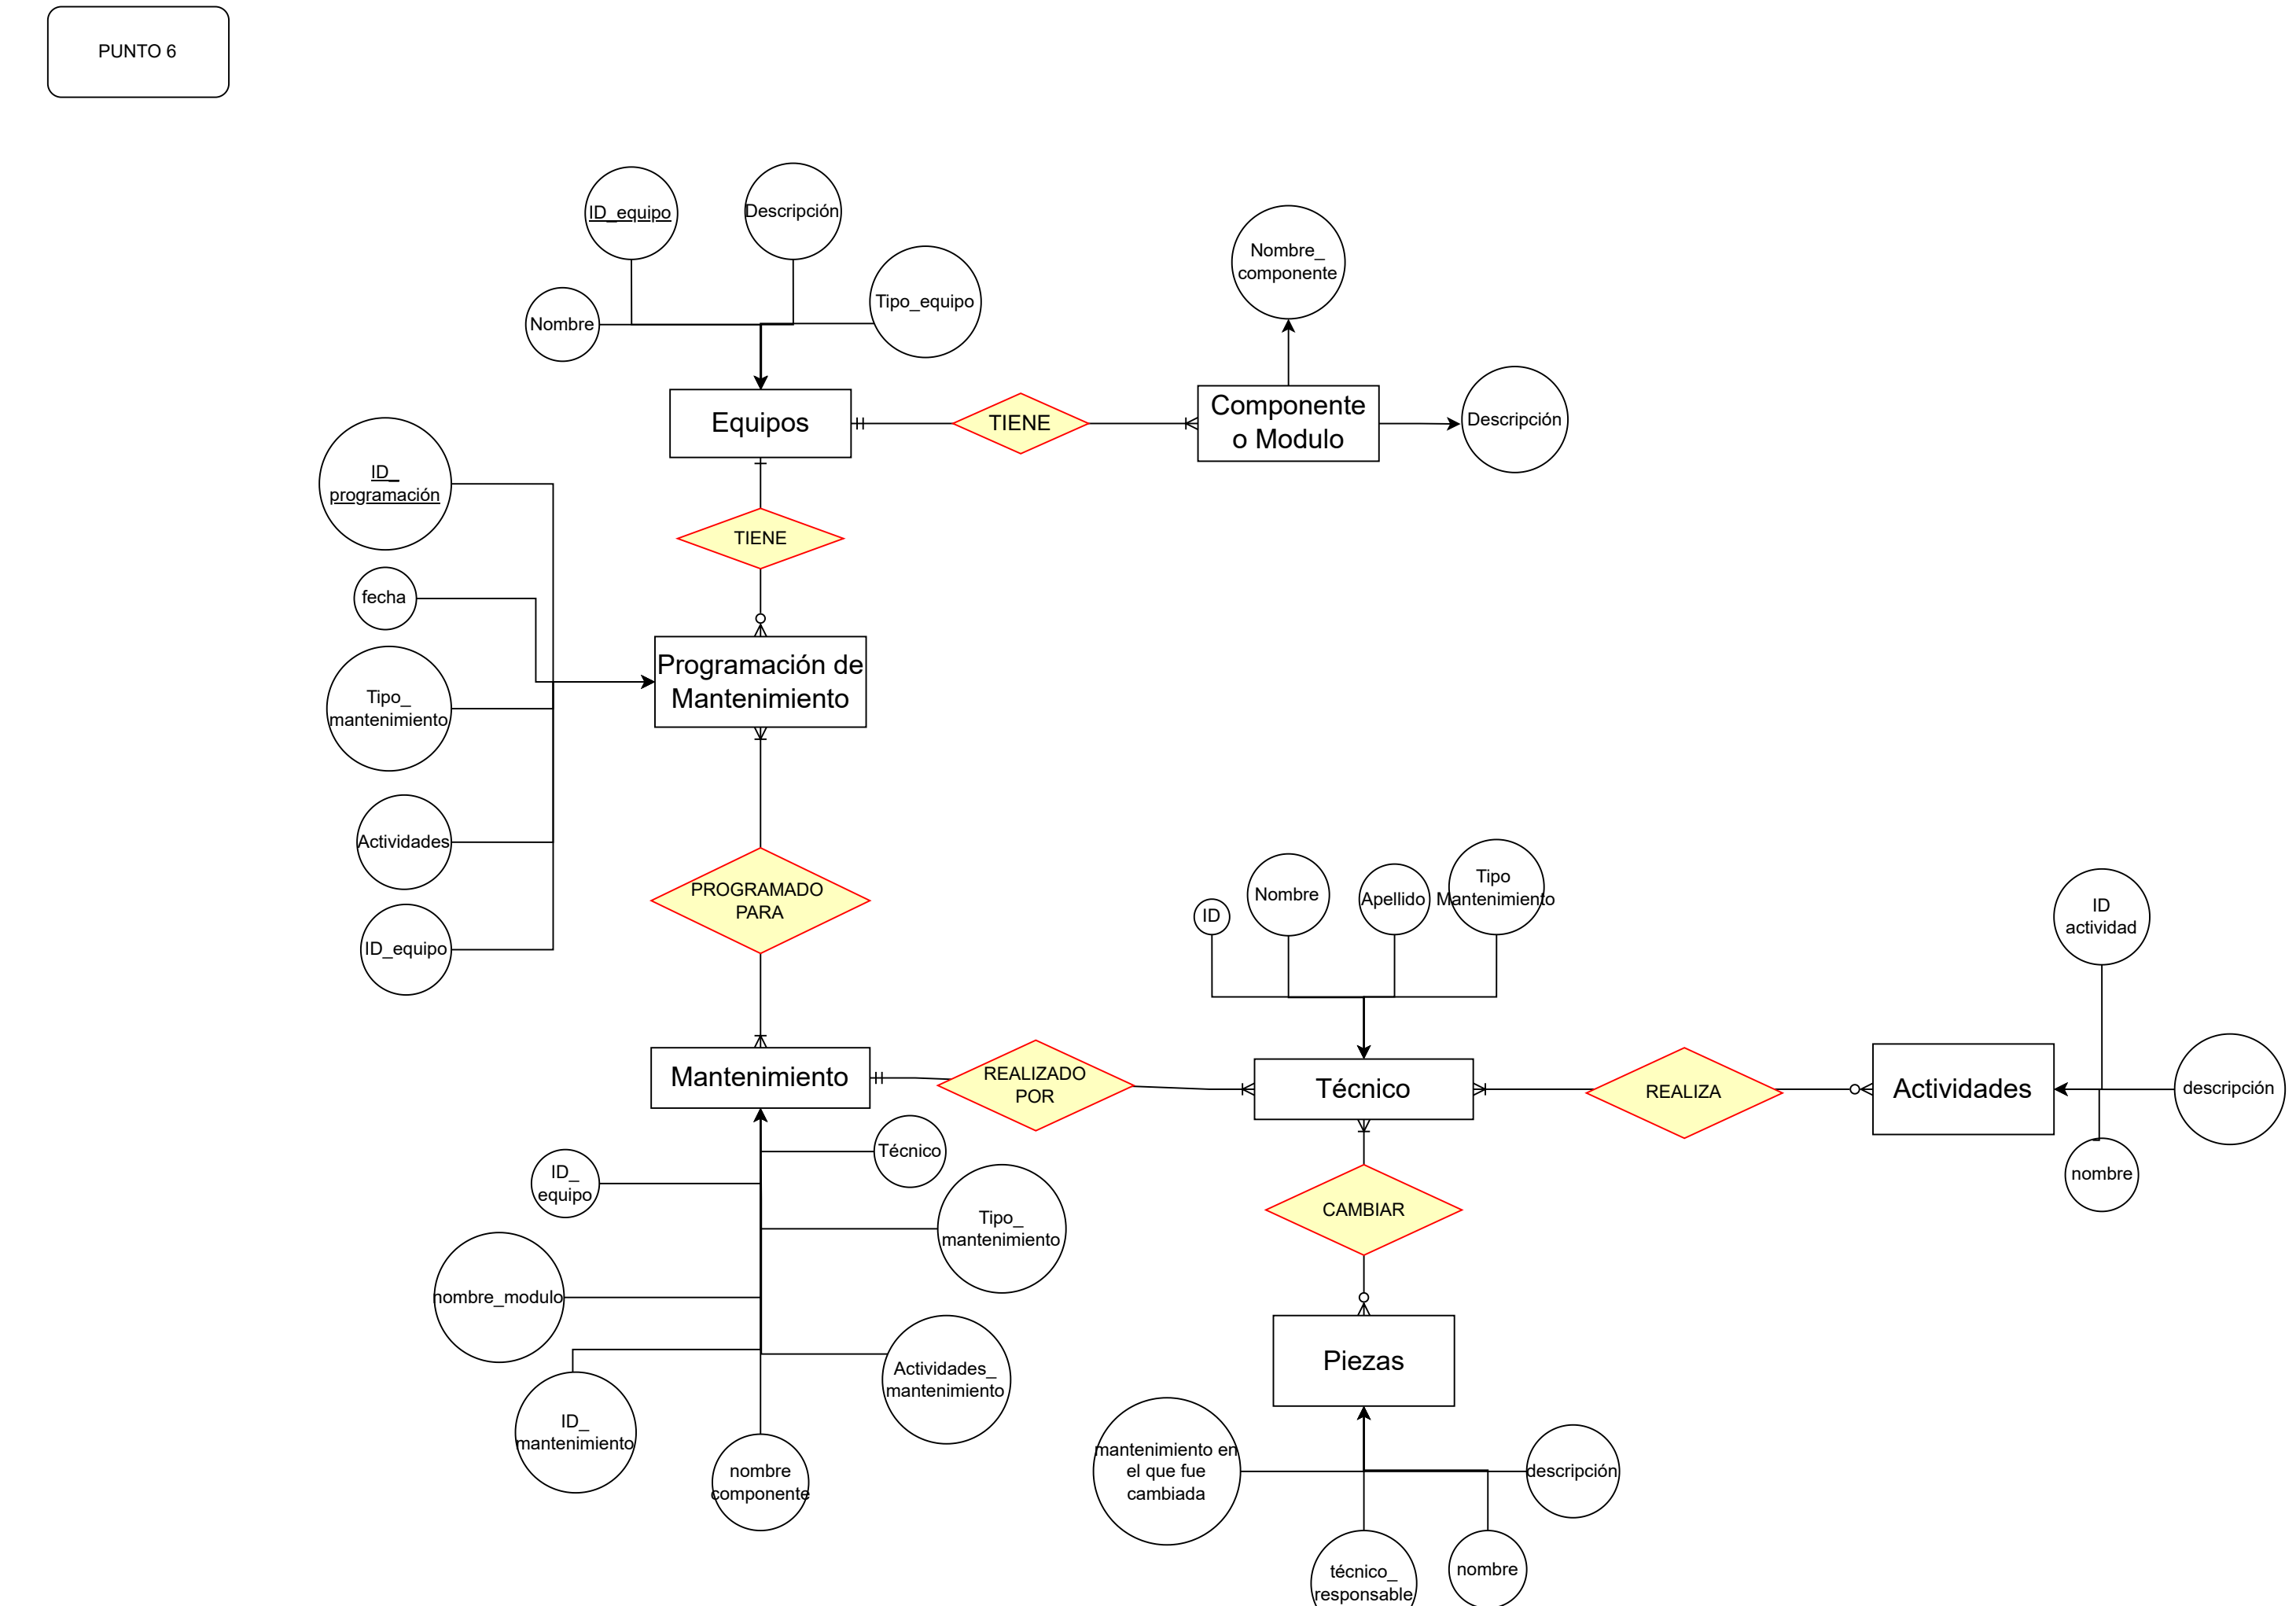 PUNTO 6
ID_equipo
Descripción
Tipo_equipo
Nombre
Nombre_
componente
Equipos
TIENE
Componente
o Modulo
Descripción
ID_
programación
TIENE
fecha
Programación de
Mantenimiento
Tipo_
mantenimiento
Actividades
ID_equipo
PROGRAMADO
PARA
ID
Nombre
Apellido
Tipo
Mantenimiento
ID
actividad
Mantenimiento
REALIZADO
POR
Técnico
REALIZA
Actividades
descripción
nombre
Técnico
ID_
equipo
Tipo_
mantenimiento
CAMBIAR
nombre_modulo
Actividades_
mantenimiento
Piezas
ID_
mantenimiento
nombre
componente
mantenimiento en
el que fue
cambiada
descripción
técnico_
responsable
nombre